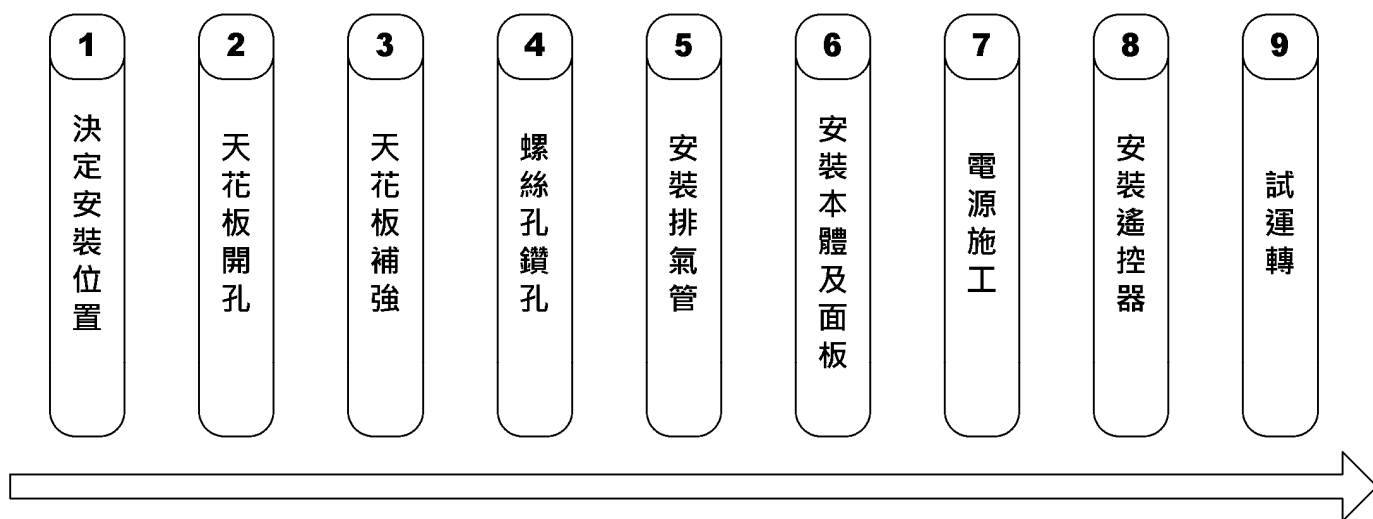 1
決定安裝位置
2
天花板開孔
3
天花板補強
4
螺絲孔鑽孔
5
安裝排氣管
6
安裝本體及面板
7
電源施工
8
安裝遙控器
9
試運轉